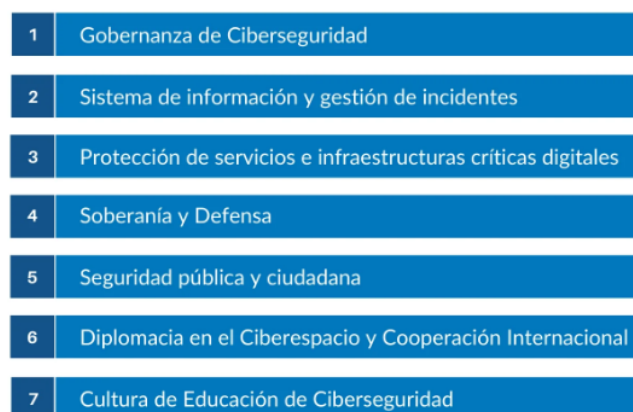 1 Gobernanza de Ciberseguridad
2 Sistema de información y gestión de incidentes
3 Protección de servicios e infraestructuras críticas digitales
4 Soberanía y Defensa
5 Seguridad pública y ciudadana
6 Diplomacia en el Ciberespacio y Cooperación Internacional
7 Cultura de Educación de Ciberseguridad